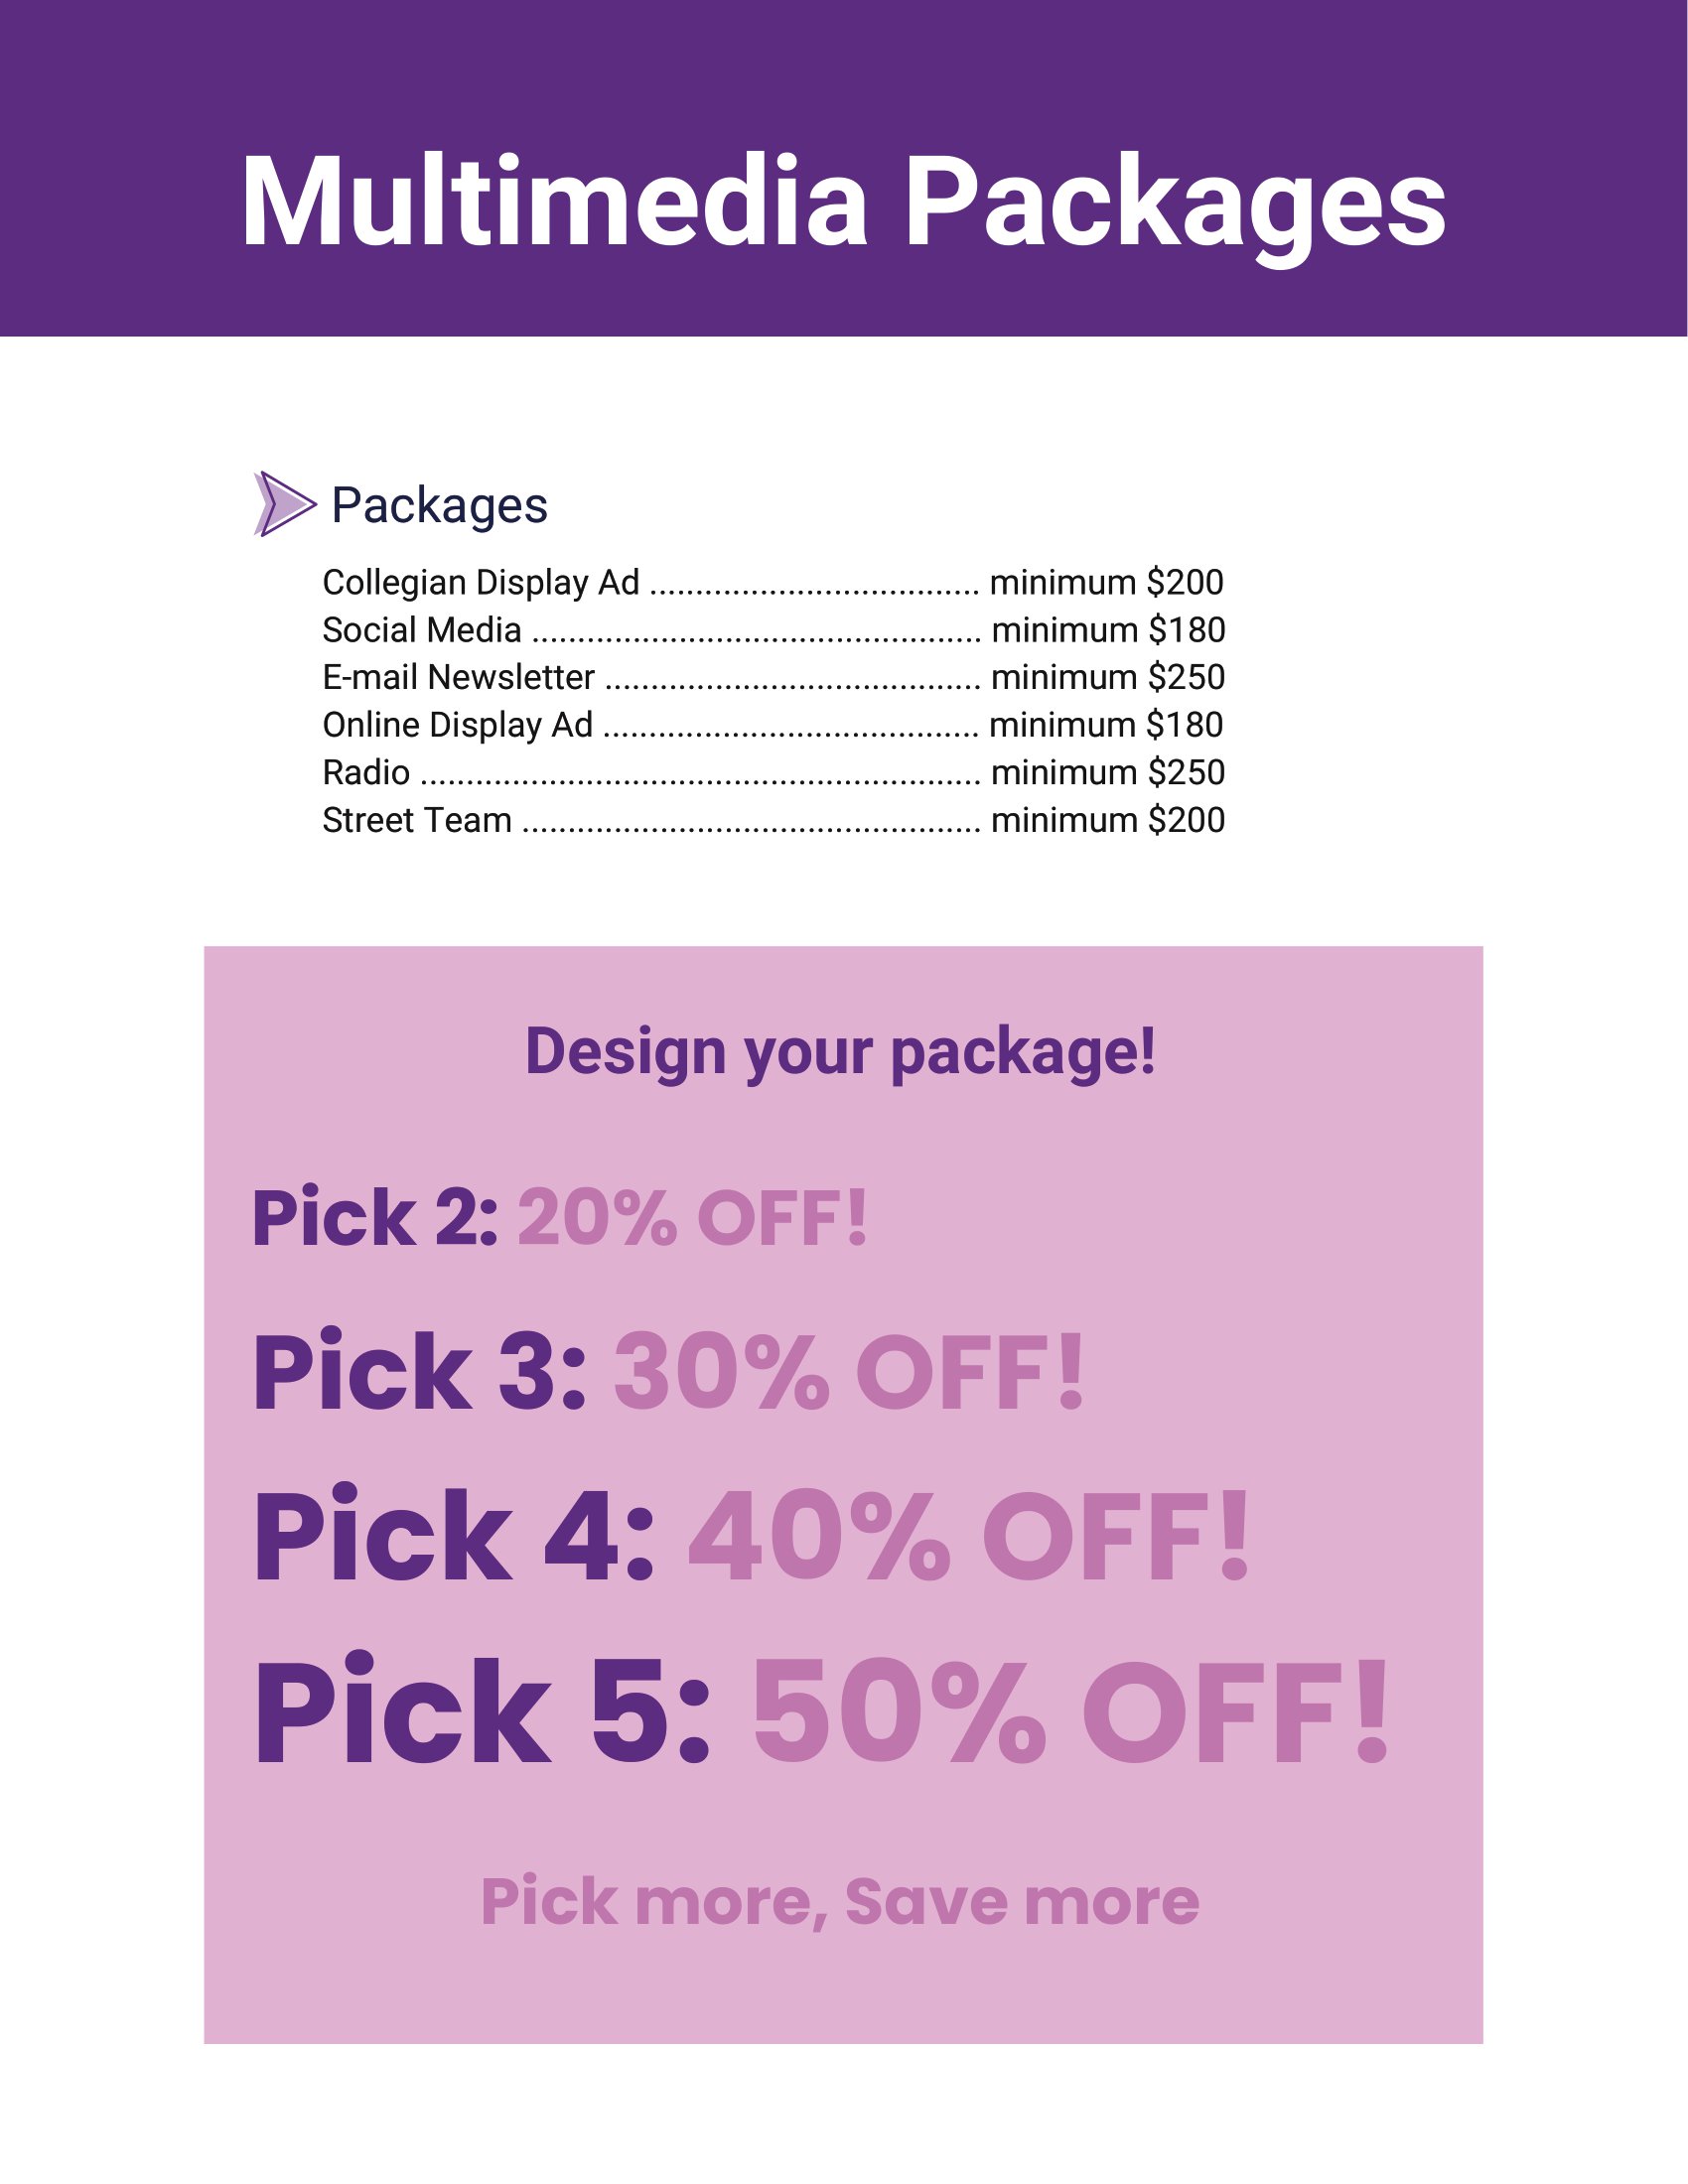 Multimedia Packages
Packages
Collegian Display Ad .................................... minimum $200
Social Media ................................................. minimum $180
E-mail Newsletter ......................................... minimum $250
Online Display Ad ......................................... minimum $180
Radio ............................................................. minimum $250
Street Team .................................................. minimum $200
Design your package!
Pick 2: 20% OFF!
Pick 3: 30% OFF!
Pick 4: 40% OFF!
Pick 5: 50% OFF!
Pick more, Save more